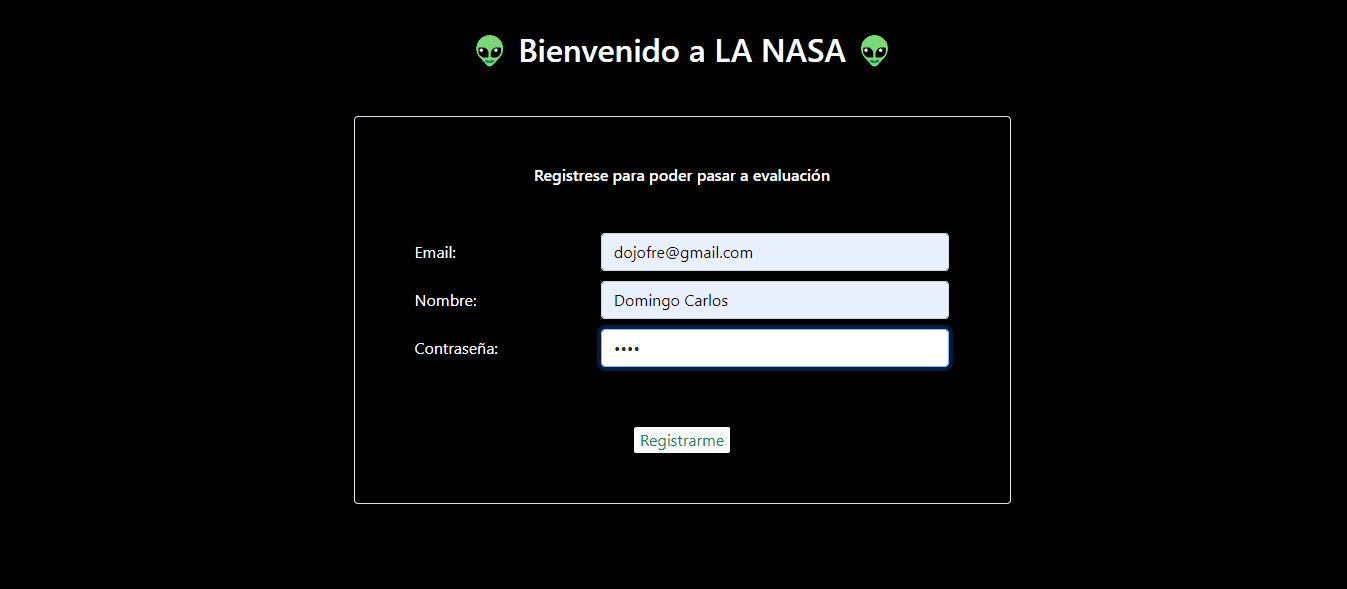 👽 Bienvenido a LA NASA 👽
Registrese para poder pasar a evaluación
Email: dojofre@gmail.com
Nombre: Domingo Carlos
Contraseña: ••••
Registrarme